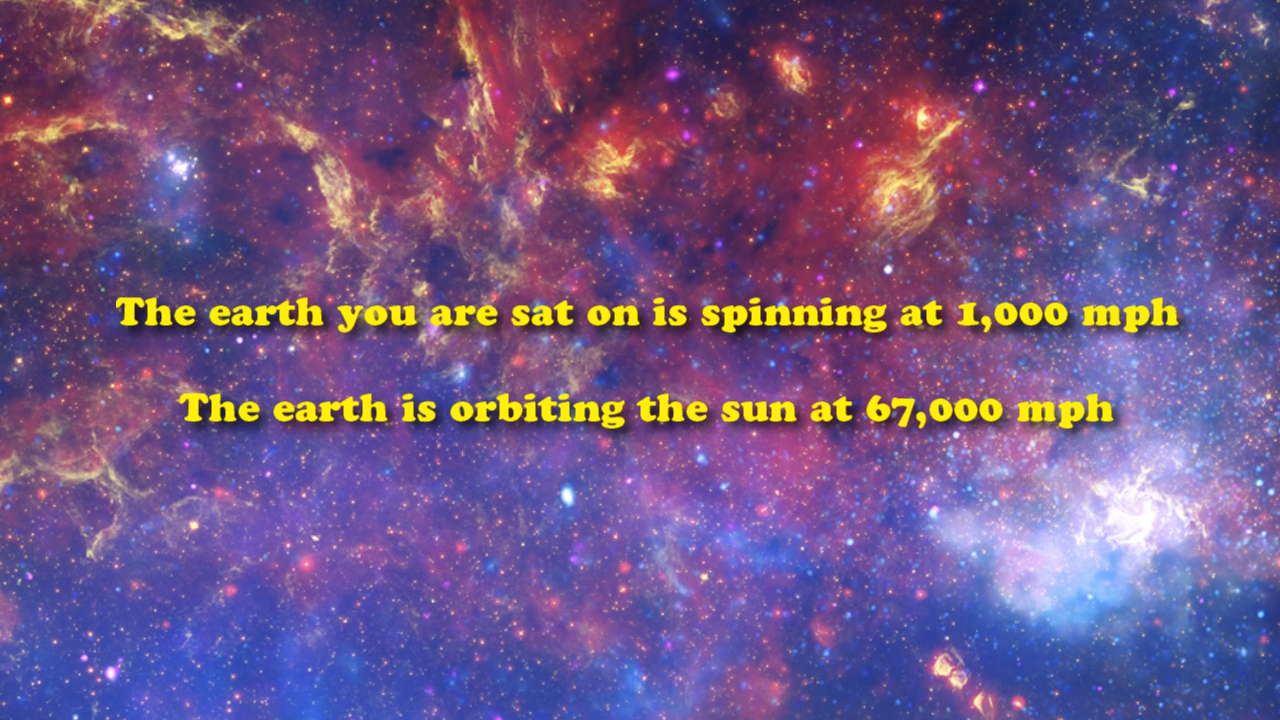 The earth you are sat on is spinning at 1,000 mph
The earth is orbiting the sun at 67,000 mph